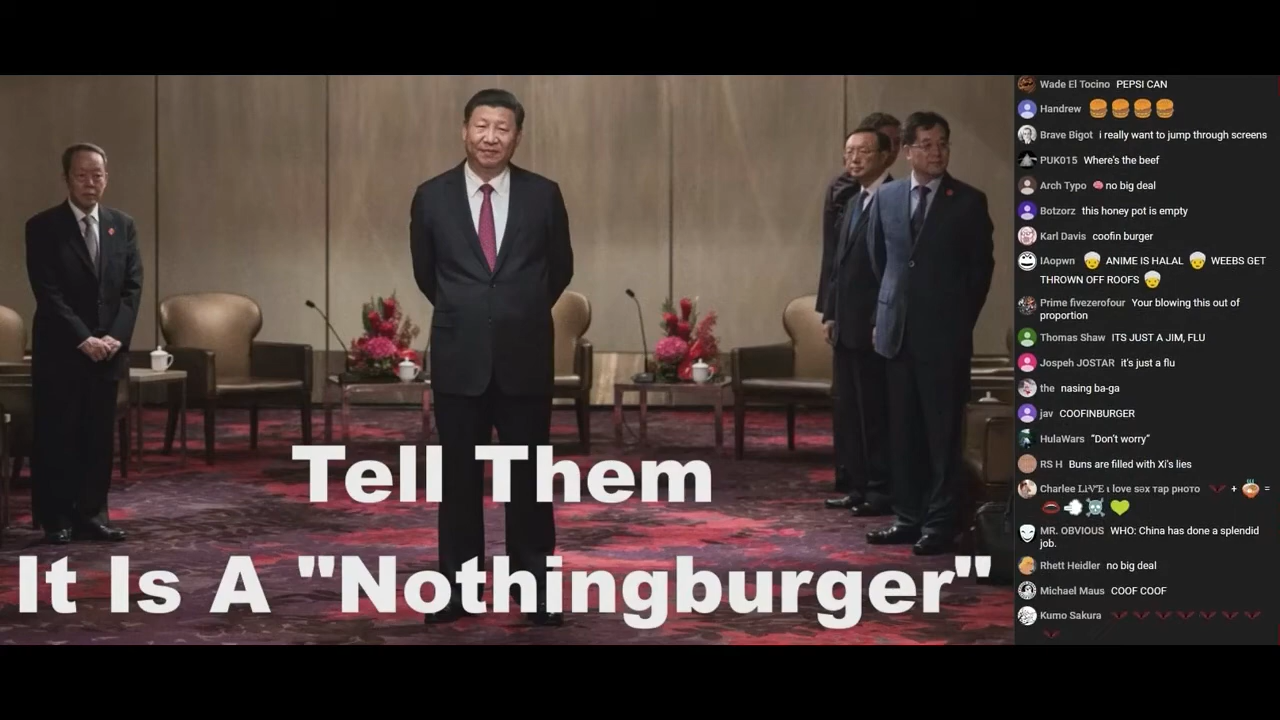 Tell Them
It Is A "Nothingburger"
Wade El Tocino PEPSI CAN
Handrew
Brave Bigot i really want to jump through screens
PUK015 Where's the beef
Arch Typo no big deal
Botzorz this honey pot is empty
Karl Davis coofin burger
IAopwn ANIME IS HALAL WEEBS GET
THROWN OFF ROOFS
Prime fivezerofour Your blowing this out of
proportion
Thomas Shaw ITS JUST A JIM, FLU
Jospeh JOSTAR it's just a flu
the nasing ba-ga
jav COOFINBURGER
HulaWars "Don't worry"
RS H Buns are filled with Xi's lies
Charlee ι love sәx тap pнoтo + =
MR. OBVIOUS WHO: China has done a splendid
job.
Rhett Heidler no big deal
Michael Maus COOF COOF
Kumo Sakura